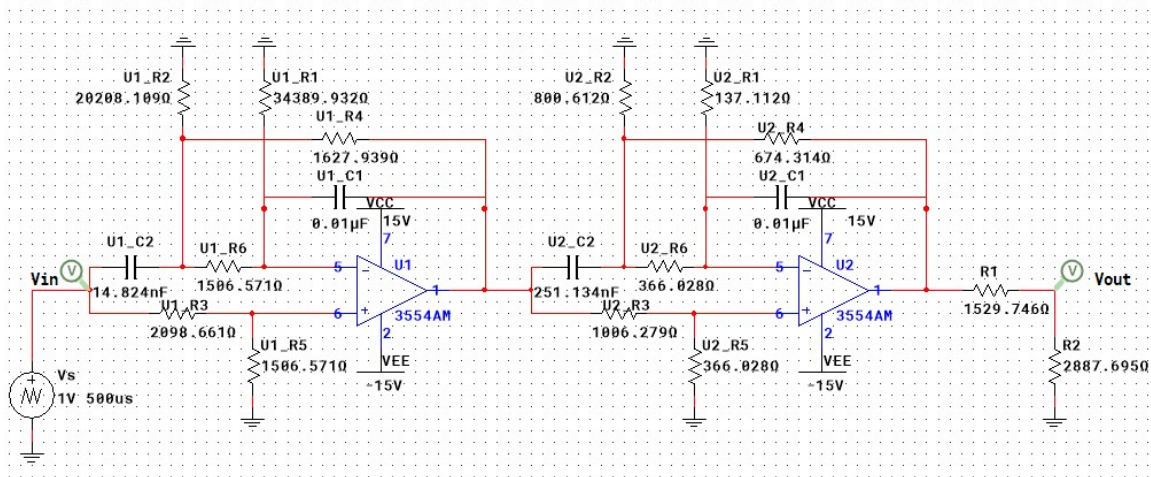 U1_R2
20208.109Ω
U1_R1
34389.932Ω
U1_R4
1627.939Ω
U1_C1
0.01µF
VCC
15V
7
U1_C2
14.824nF
U1_R6
1506.571Ω
5
U1
1
3554AM
6
2
U1_R3
2098.661Ω
U1_R5
1506.571Ω
VEE
-15V
Vin
V
Vs
1V 500us
U2_R2
800.612Ω
U2_R1
137.112Ω
U2_R4
674.314Ω
U2_C1
0.01µF
VCC
15V
7
U2_C2
251.134nF
U2_R6
366.028Ω
5
U2
1
3554AM
6
2
U2_R3
1006.279Ω
U2_R5
366.028Ω
VEE
-15V
R1
1529.746Ω
V
Vout
R2
2887.695Ω